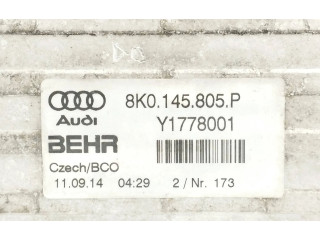 8K0.145.805.P
Audi
Y1778001
BEHR
Czech/BCO
11.09.14 04:29 2 / Nr. 173